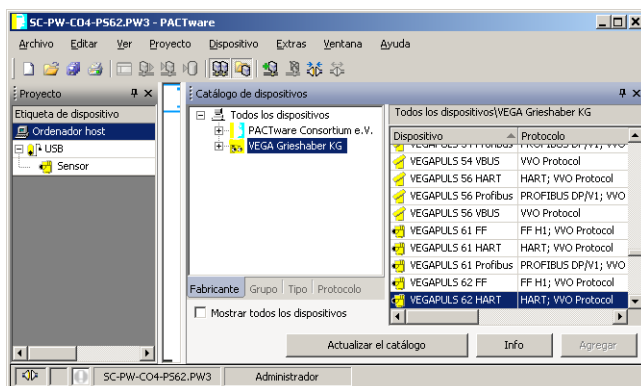 SC-PW-CO4-PS62.PW3 - PACTware
Archivo Editar Ver Proyecto Dispositivo Extras Ventana Ayuda
Proyecto
Etiqueta de dispositivo
Ordenador host
USB
Sensor
Catálogo de dispositivos
Todos los dispositivos
PACTware Consortium e.V.
VEGA Grieshaber KG
Fabricante Grupo Tipo Protocolo
Mostrar todos los dispositivos
Todos los dispositivos\VEGA Grieshaber KG
Dispositivo Protocolo
VEGAPULS 54 VBUS VVO Protocol
VEGAPULS 56 HART HART; VVO Protocol
VEGAPULS 56 Profibus PROFIBUS DP/V1; VVO
VEGAPULS 56 VBUS VVO Protocol
VEGAPULS 61 FF FF H1; VVO Protocol
VEGAPULS 61 HART HART; VVO Protocol
VEGAPULS 61 Profibus PROFIBUS DP/V1; VVO
VEGAPULS 62 FF FF H1; VVO Protocol
VEGAPULS 62 HART HART; VVO Protocol
Actualizar el catálogo Info Agregar
SC-PW-CO4-PS62.PW3 Administrador